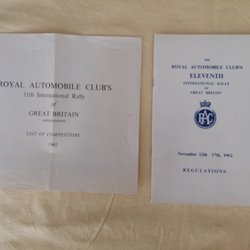 ROYAL AUTOMOBILE CLUB'S
11th International Rally
of
GREAT BRITAIN
LIST OF COMPETITORS
1962
THE
ROYAL AUTOMOBILE CLUB'S
ELEVENTH
INTERNATIONAL RALLY
OF
GREAT BRITAIN
RAC
November 12th - 17th, 1962
REGULATIONS